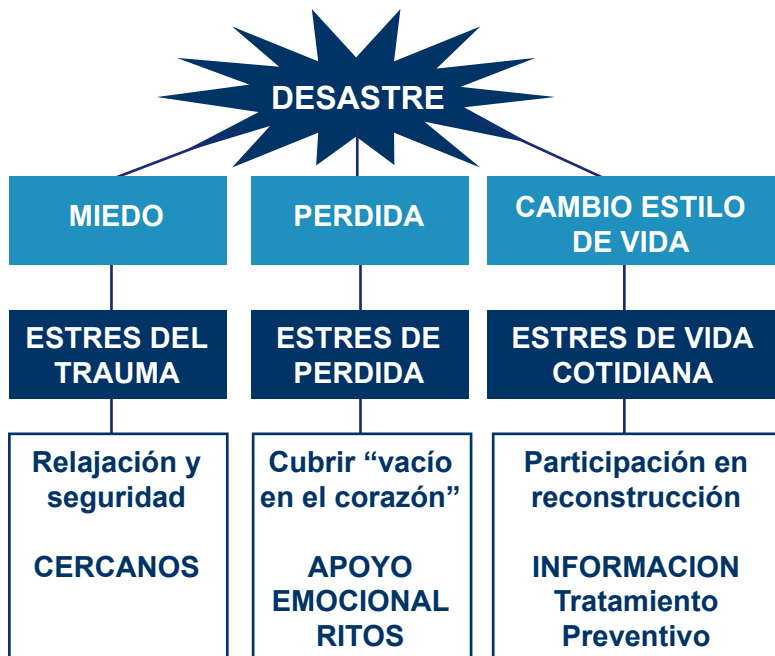 DESASTRE
MIEDO
PERDIDA
CAMBIO ESTILO
DE VIDA
ESTRES DEL
TRAUMA
ESTRES DE
PERDIDA
ESTRES DE VIDA
COTIDIANA
Relajación y
seguridad
CERCANOS
Cubrir “vacío
en el corazón”
APOYO
EMOCIONAL
RITOS
Participación en
reconstrucción
INFORMACION
Tratamiento
Preventivo